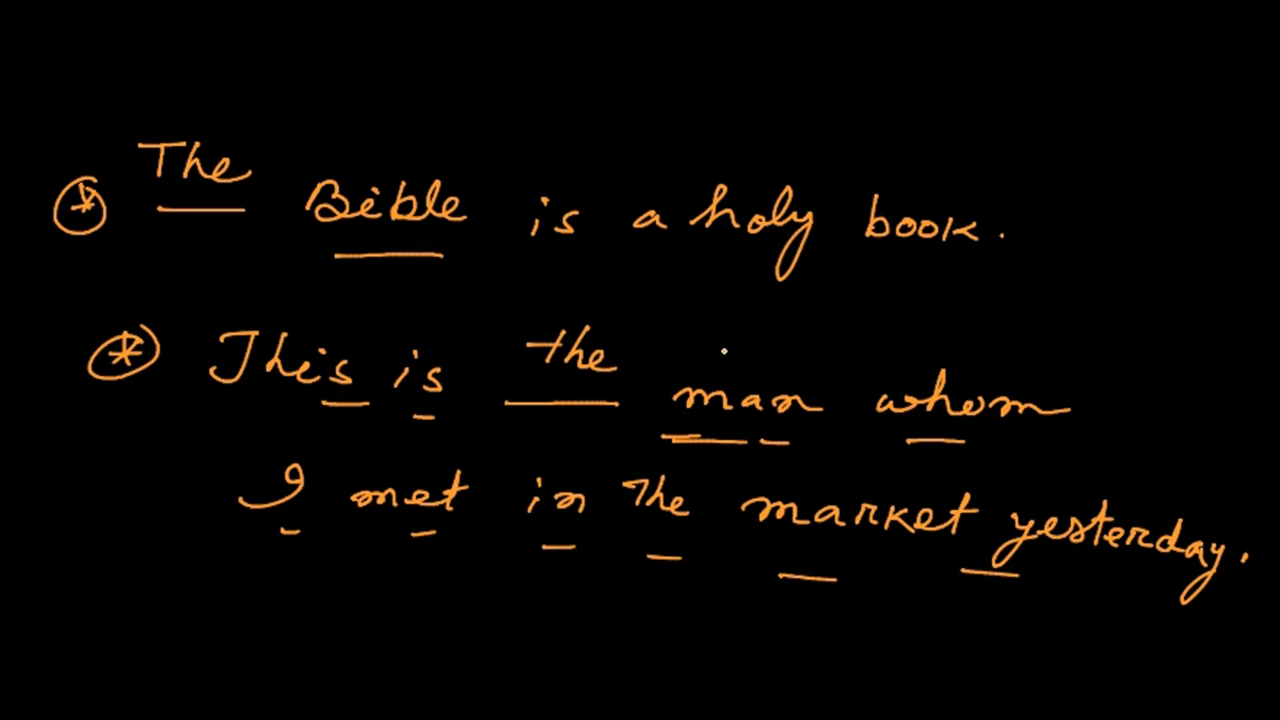 The Bible is a holy book.
This is the man whom
I met in the market yesterday.